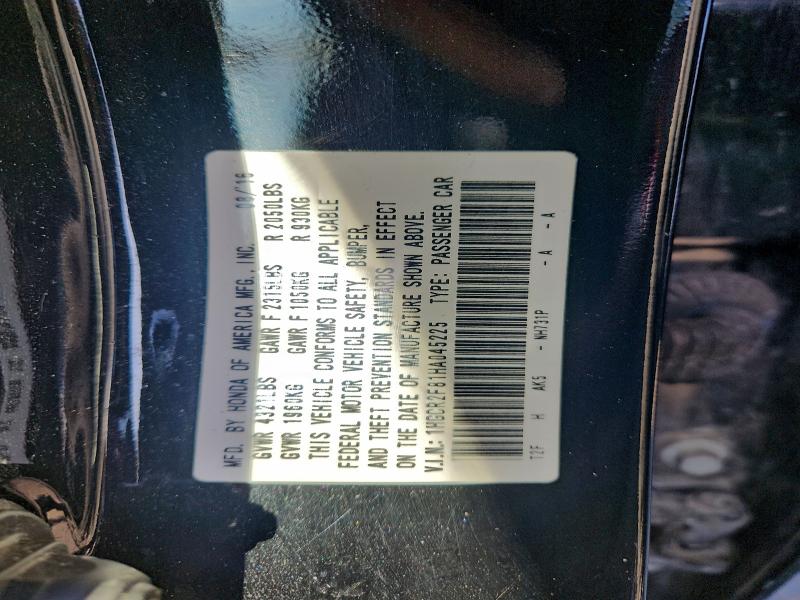 MFD. BY HONDA OF AMERICA MFG., INC.
GVWR 4321LBS GAWR F 2315LBS R 2050LBS
GVWR 1960KG GAWR F 1050KG R 930KG
THIS VEHICLE CONFORMS TO ALL APPLICABLE
FEDERAL MOTOR VEHICLE SAFETY, BUMPER,
AND THEFT PREVENTION STANDARDS IN EFFECT
ON THE DATE OF MANUFACTURE SHOWN ABOVE.
V.I.N.: 1HGCR2F81HA045225 TYPE: PASSENGER CAR
T2F H AK5 - NH731P - A - A